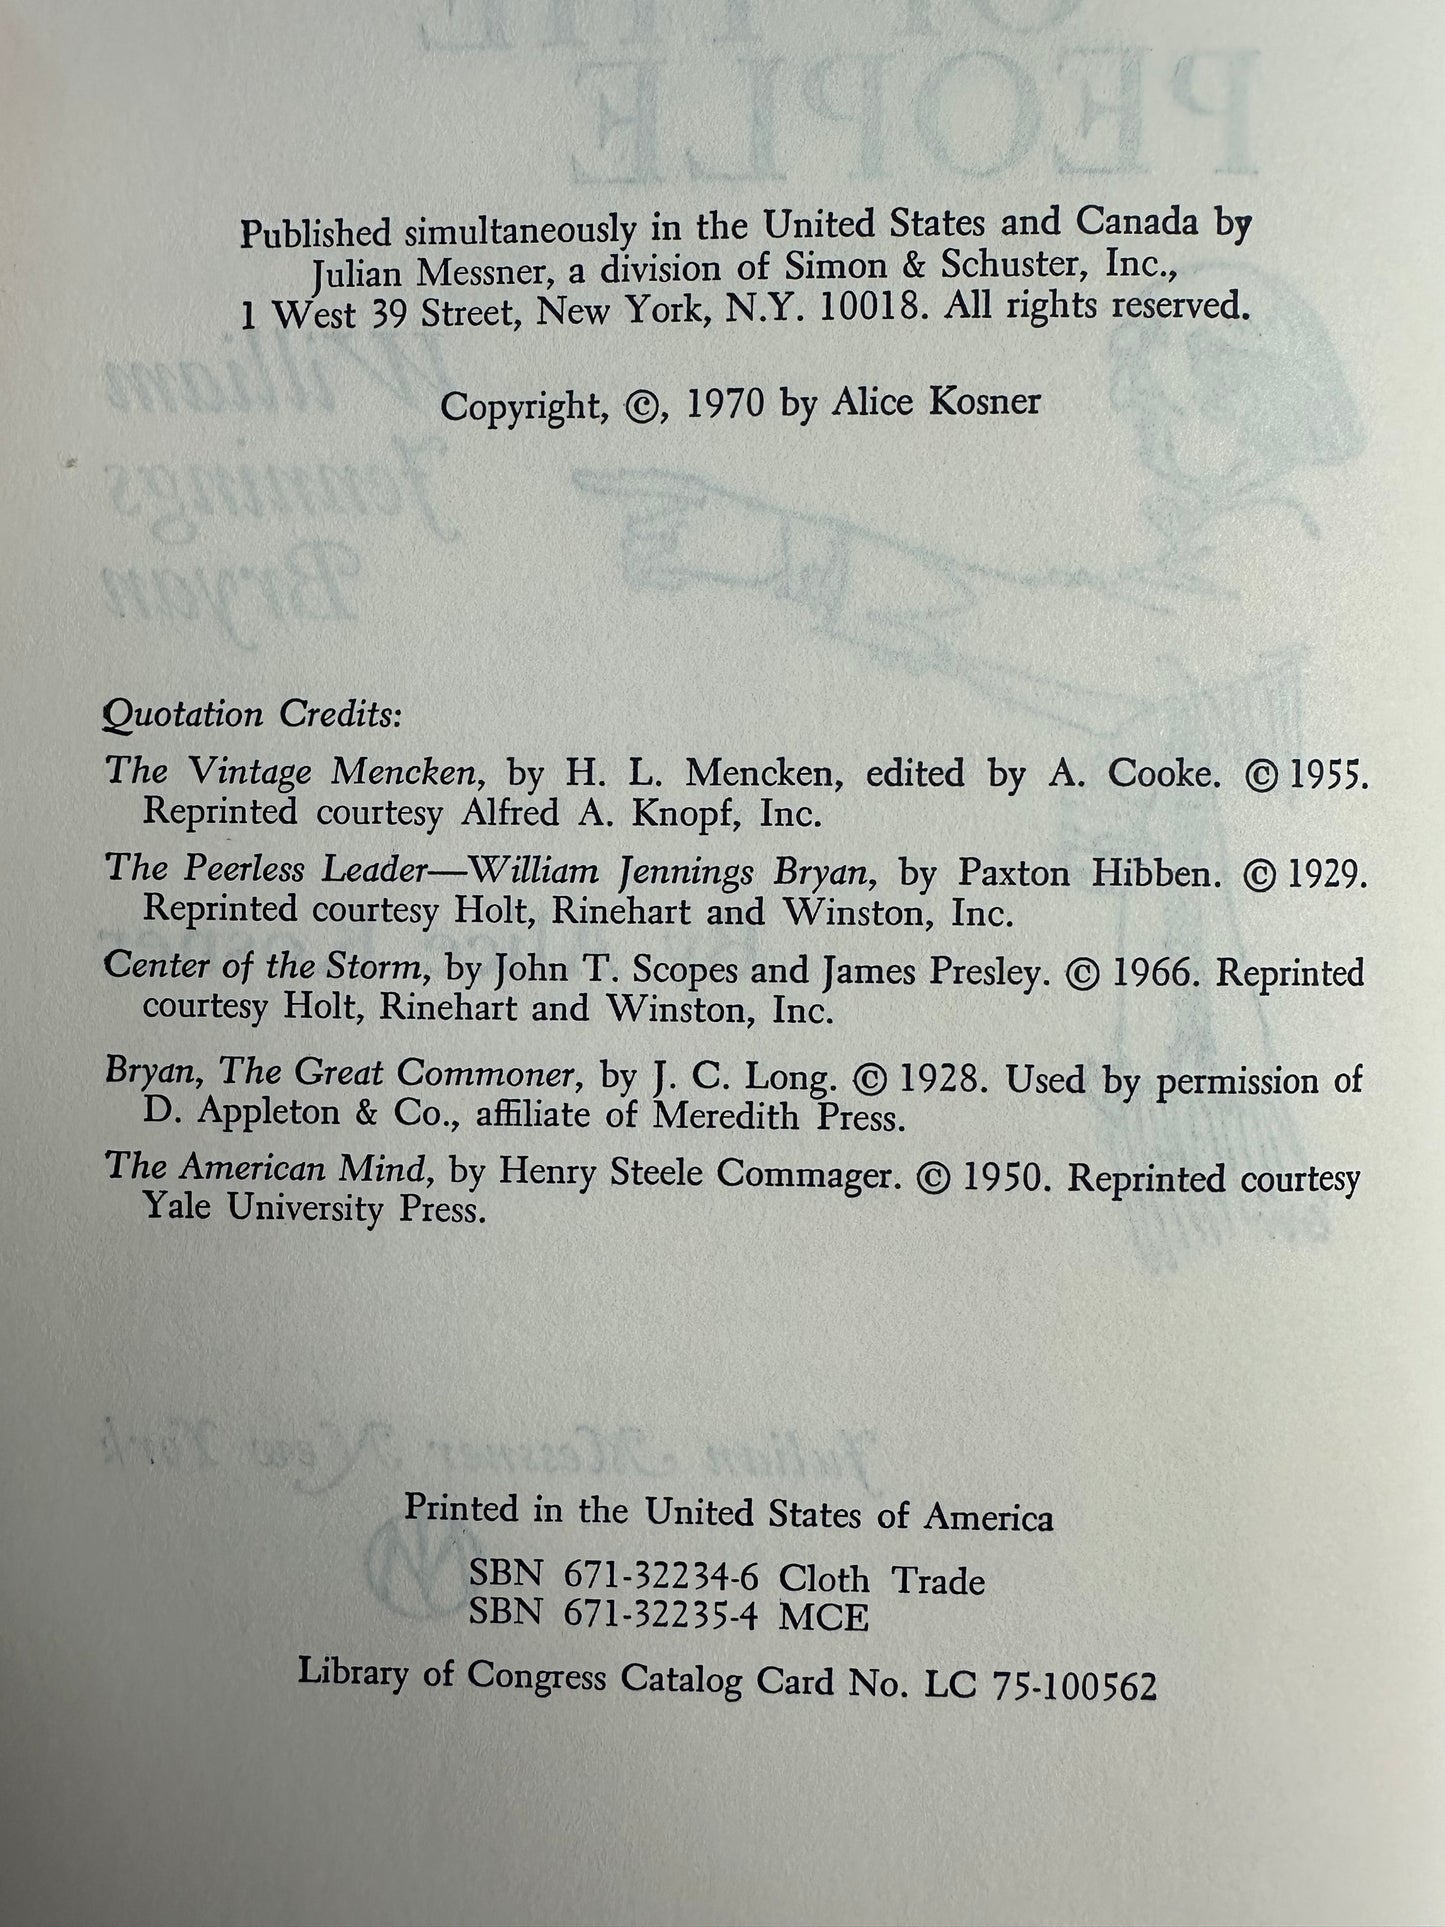 Published simultaneously in the United States and Canada by
Julian Messner, a division of Simon & Schuster, Inc.,
1 West 39 Street, New York, N.Y. 10018. All rights reserved.
Copyright, ©, 1970 by Alice Kosner
Quotation Credits:
The Vintage Mencken, by H. L. Mencken, edited by A. Cooke. © 1955.
Reprinted courtesy Alfred A. Knopf, Inc.
The Peerless Leader—William Jennings Bryan, by Paxton Hibben. © 1929.
Reprinted courtesy Holt, Rinehart and Winston, Inc.
Center of the Storm, by John T. Scopes and James Presley. © 1966. Reprinted
courtesy Holt, Rinehart and Winston, Inc.
Bryan, The Great Commoner, by J. C. Long. © 1928. Used by permission of
D. Appleton & Co., affiliate of Meredith Press.
The American Mind, by Henry Steele Commager. © 1950. Reprinted courtesy
Yale University Press.
Printed in the United States of America
SBN 671-32234-6 Cloth Trade
SBN 671-32235-4 MCE
Library of Congress Catalog Card No. LC 75-100562